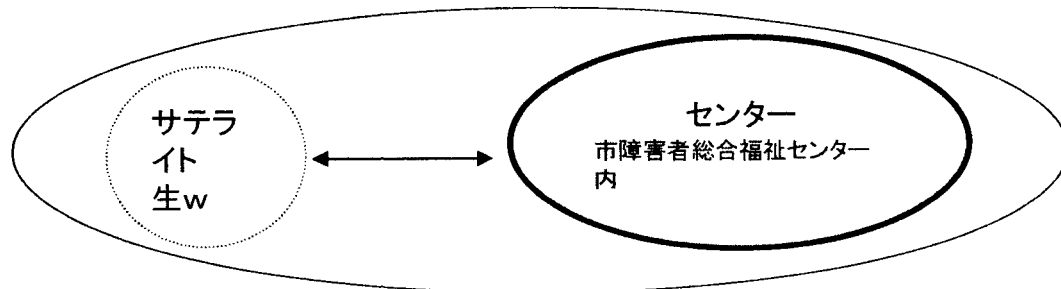 サテラ
イト
生w
センター
市障害者総合福祉センター
内